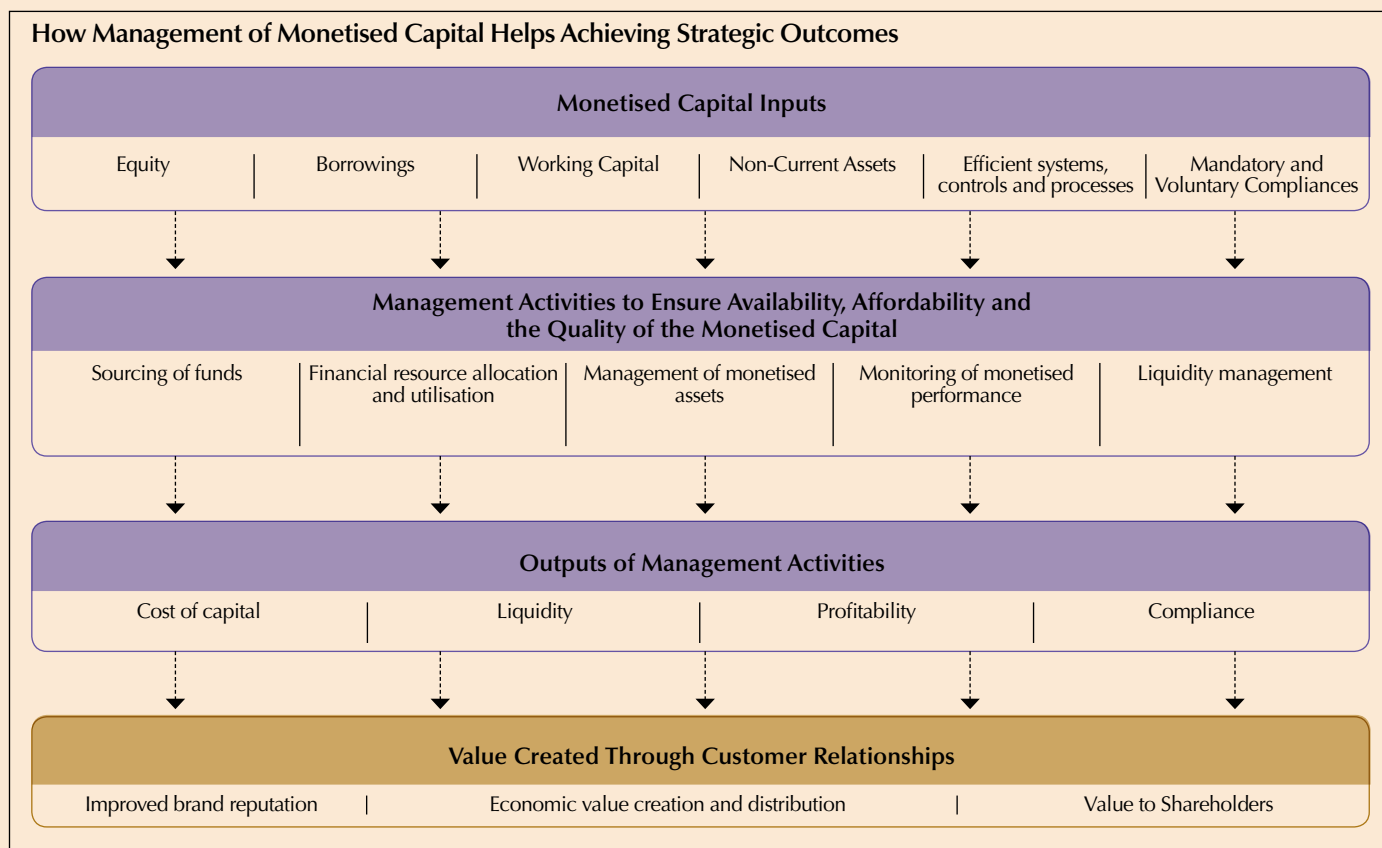 How Management of Monetised Capital Helps Achieving Strategic Outcomes
Monetised Capital Inputs
Equity
Borrowings
Working Capital
Non-Current Assets
Efficient systems,
controls and processes
Mandatory and
Voluntary Compliances
Management Activities to Ensure Availability, Affordability and
the Quality of the Monetised Capital
Sourcing of funds
Financial resource allocation
and utilisation
Management of monetised
assets
Monitoring of monetised
performance
Liquidity management
Outputs of Management Activities
Cost of capital
Liquidity
Profitability
Compliance
Value Created Through Customer Relationships
Improved brand reputation
Economic value creation and distribution
Value to Shareholders